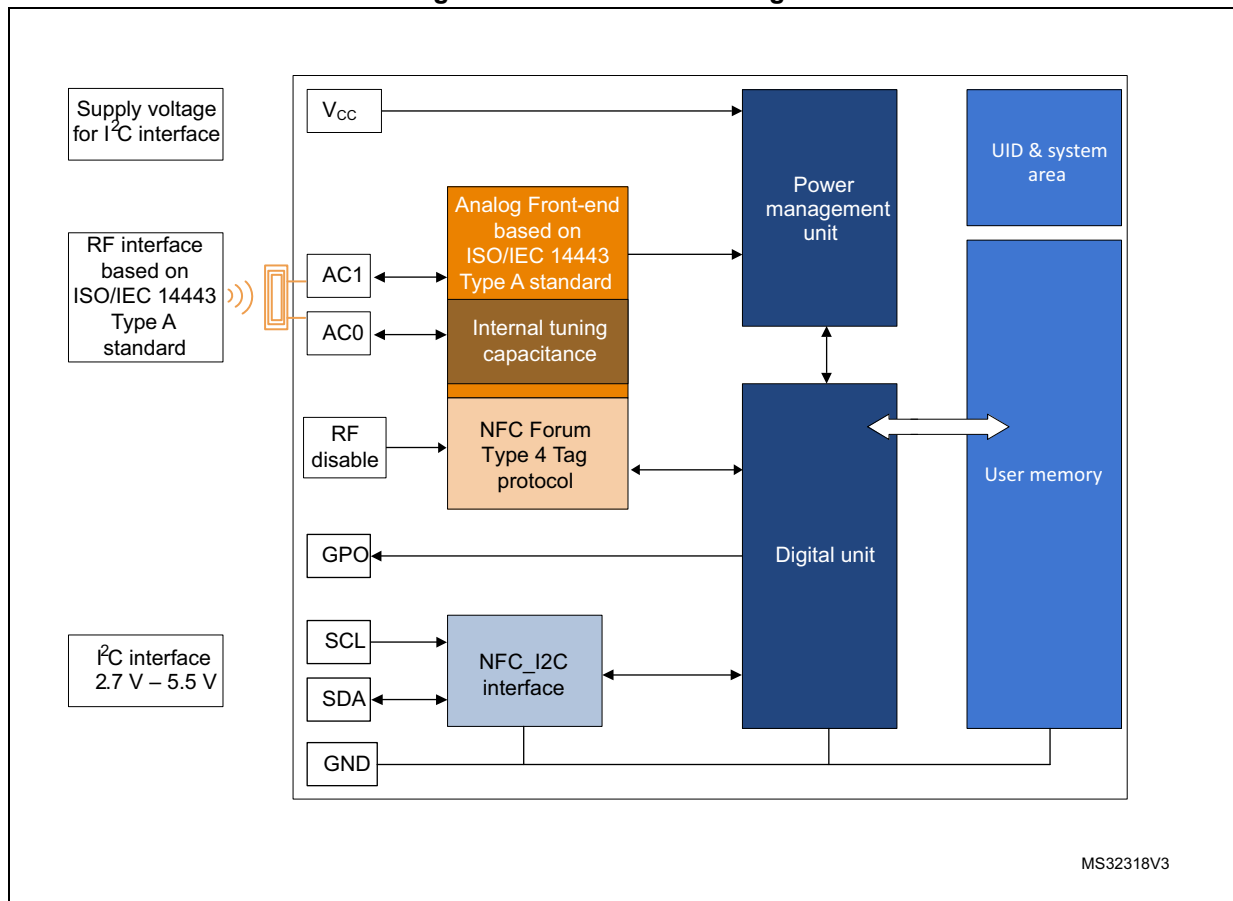 Supply voltage
for I²C interface
V_CC
Power
management
unit
UID & system
area
RF interface
based on
ISO/IEC 14443
Type A
standard
AC1
AC0
Analog Front-end
based on
ISO/IEC 14443
Type A standard
Internal tuning
capacitance
RF
disable
NFC Forum
Type 4 Tag
protocol
User memory
GPO
Digital unit
I²C interface
2.7 V – 5.5 V
SCL
SDA
NFC_I2C
interface
GND
MS32318V3